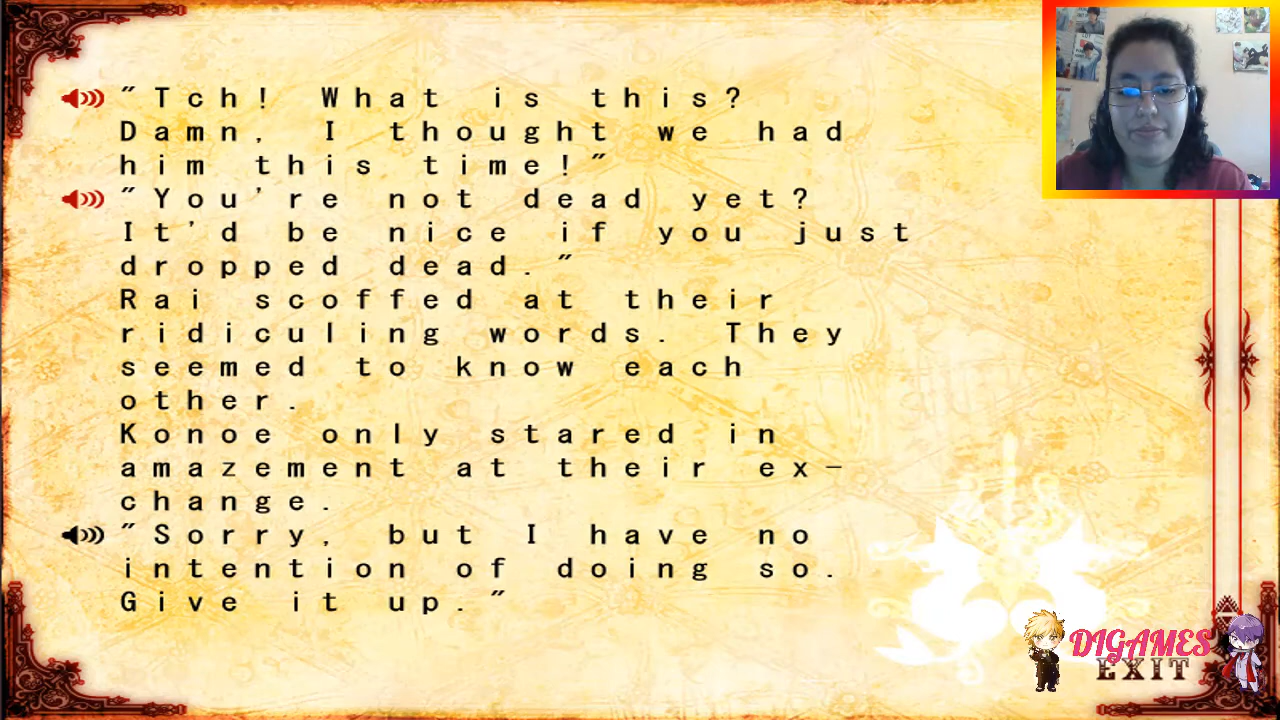 "Tch! What is this?
Damn, I thought we had
him this time!"
"You're not dead yet?
It'd be nice if you just
dropped dead."
Rai scoffed at their
ridiculing words. They
seemed to know each
other.
Konoe only stared in
amazement at their ex-
change.
"Sorry, but I have no
intention of doing so.
Give it up."
DIGAMES
EXIT